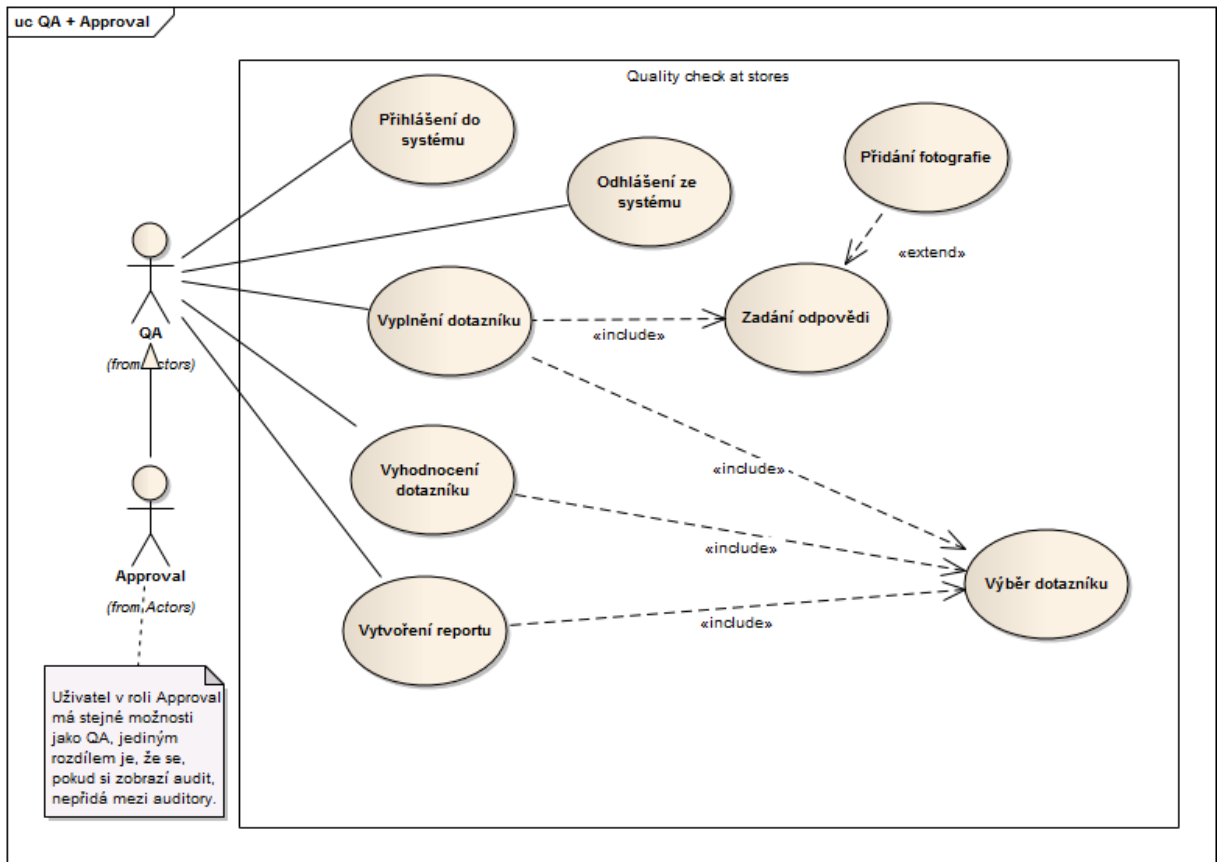 uc QA + Approval
Quality check at stores
Přihlášení do
systému
Přidání fotografie
Odhlášení ze
systému
«extend»
QA
(from Actors)
Vyplnění dotazníku
«include»
Zadání odpovědi
«include»
Vyhodnocení
dotazníku
«include»
Approval
(from Actors)
Výběr dotazníku
Vytvoření reportu
«include»
Uživatel v roli Approval
má stejné možnosti
jako QA, jediným
rozdílem je, že se,
pokud si zobrazí audit,
nepřidá mezi auditory.